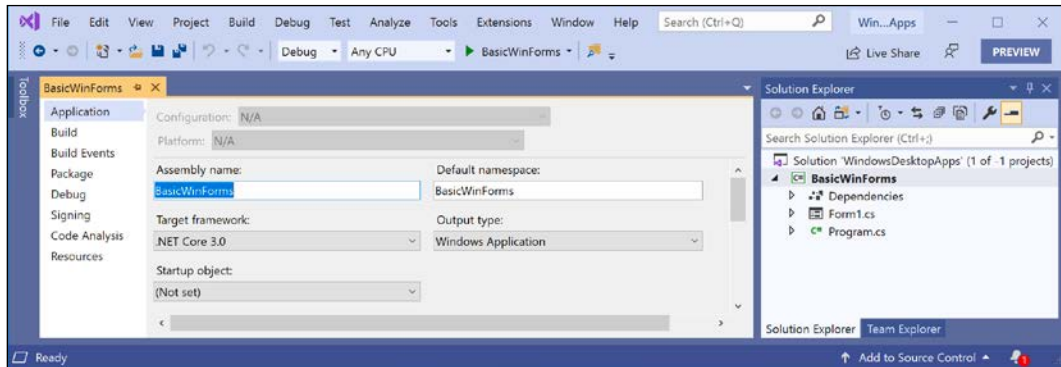 File Edit View Project Build Debug Test Analyze Tools Extensions Window Help Search (Ctrl+Q) Win...Apps
Debug Any CPU BasicWinForms Live Share PREVIEW
Toolbox
BasicWinForms
Application
Build
Build Events
Package
Debug
Signing
Code Analysis
Resources
Configuration: N/A
Platform: N/A
Assembly name: Default namespace:
BasicWinForms BasicWinForms
Target framework: Output type:
.NET Core 3.0 Windows Application
Startup object:
(Not set)
Solution Explorer
Search Solution Explorer (Ctrl+;)
Solution 'WindowsDesktopApps' (1 of -1 projects)
C# BasicWinForms
Dependencies
Form1.cs
C# Program.cs
Solution Explorer Team Explorer
Ready Add to Source Control 1